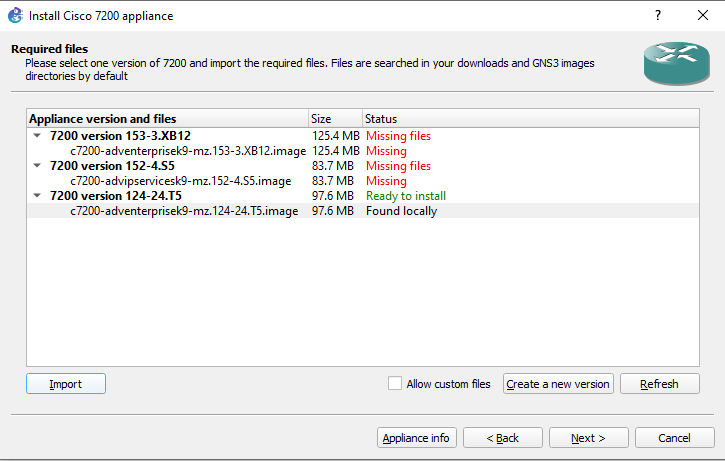 Install Cisco 7200 appliance
?
Required files
Please select one version of 7200 and import the required files. Files are searched in your downloads and GNS3 images
directories by default
Appliance version and files Size Status
7200 version 153-3.XB12 125.4 MB Missing files
c7200-adventerprisek9-mz.153-3.XB12.image 125.4 MB Missing
7200 version 152-4.S5 83.7 MB Missing files
c7200-advipservicesk9-mz.152-4.S5.image 83.7 MB Missing
7200 version 124-24.T5 97.6 MB Ready to install
c7200-adventerprisek9-mz.124-24.T5.image 97.6 MB Found locally
Import Allow custom files Create a new version Refresh
Appliance info < Back Next > Cancel